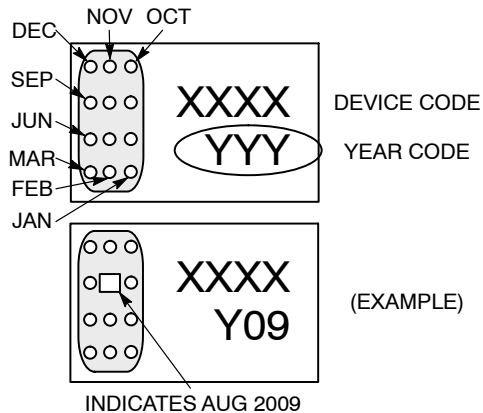 NOV OCT
DEC
SEP
XXXX DEVICE CODE
JUN
YYY YEAR CODE
MAR
FEB
JAN
XXXX
(EXAMPLE)
Y09
INDICATES AUG 2009